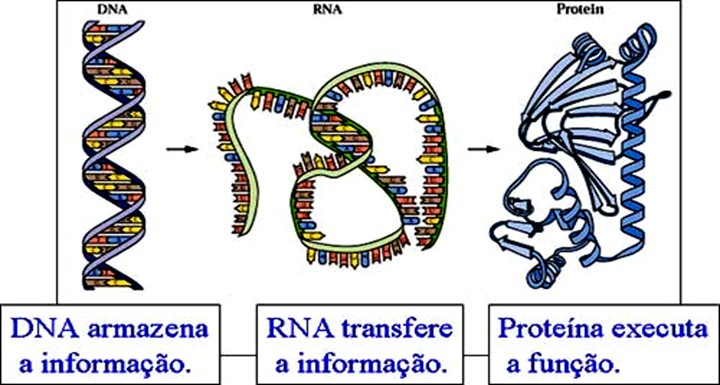 DNA
RNA
Protein
DNA armazena
a informação.
RNA transfere
a informação.
Proteína executa
a função.